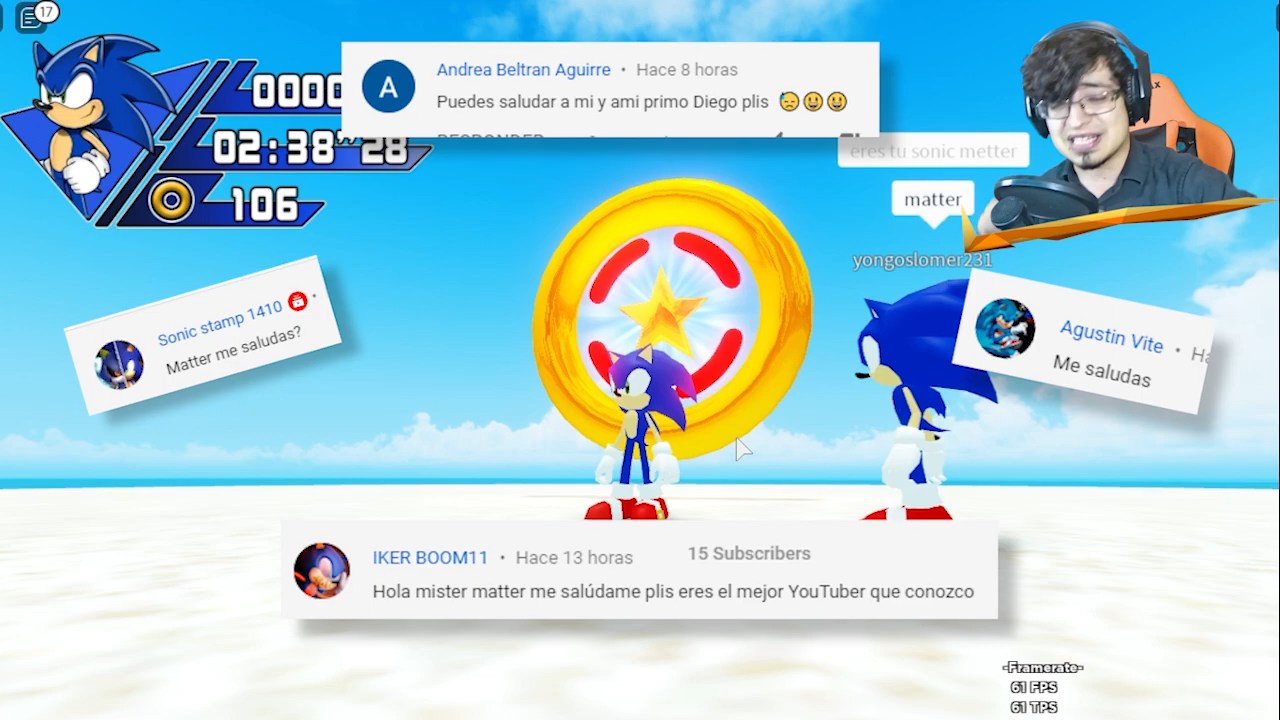 17
0000
02:38"28
106
Andrea Beltran Aguirre • Hace 8 horas
Puedes saludar a mi y ami primo Diego plis
eres tu sonic metter
matter
yongoslomer231
Sonic stamp 1410
Matter me saludas?
Agustin Vite •
Me saludas
IKER BOOM11 • Hace 13 horas 15 Subscribers
Hola mister matter me salúdame plis eres el mejor YouTuber que conozco
-Framerate-
61 FPS
61 TPS